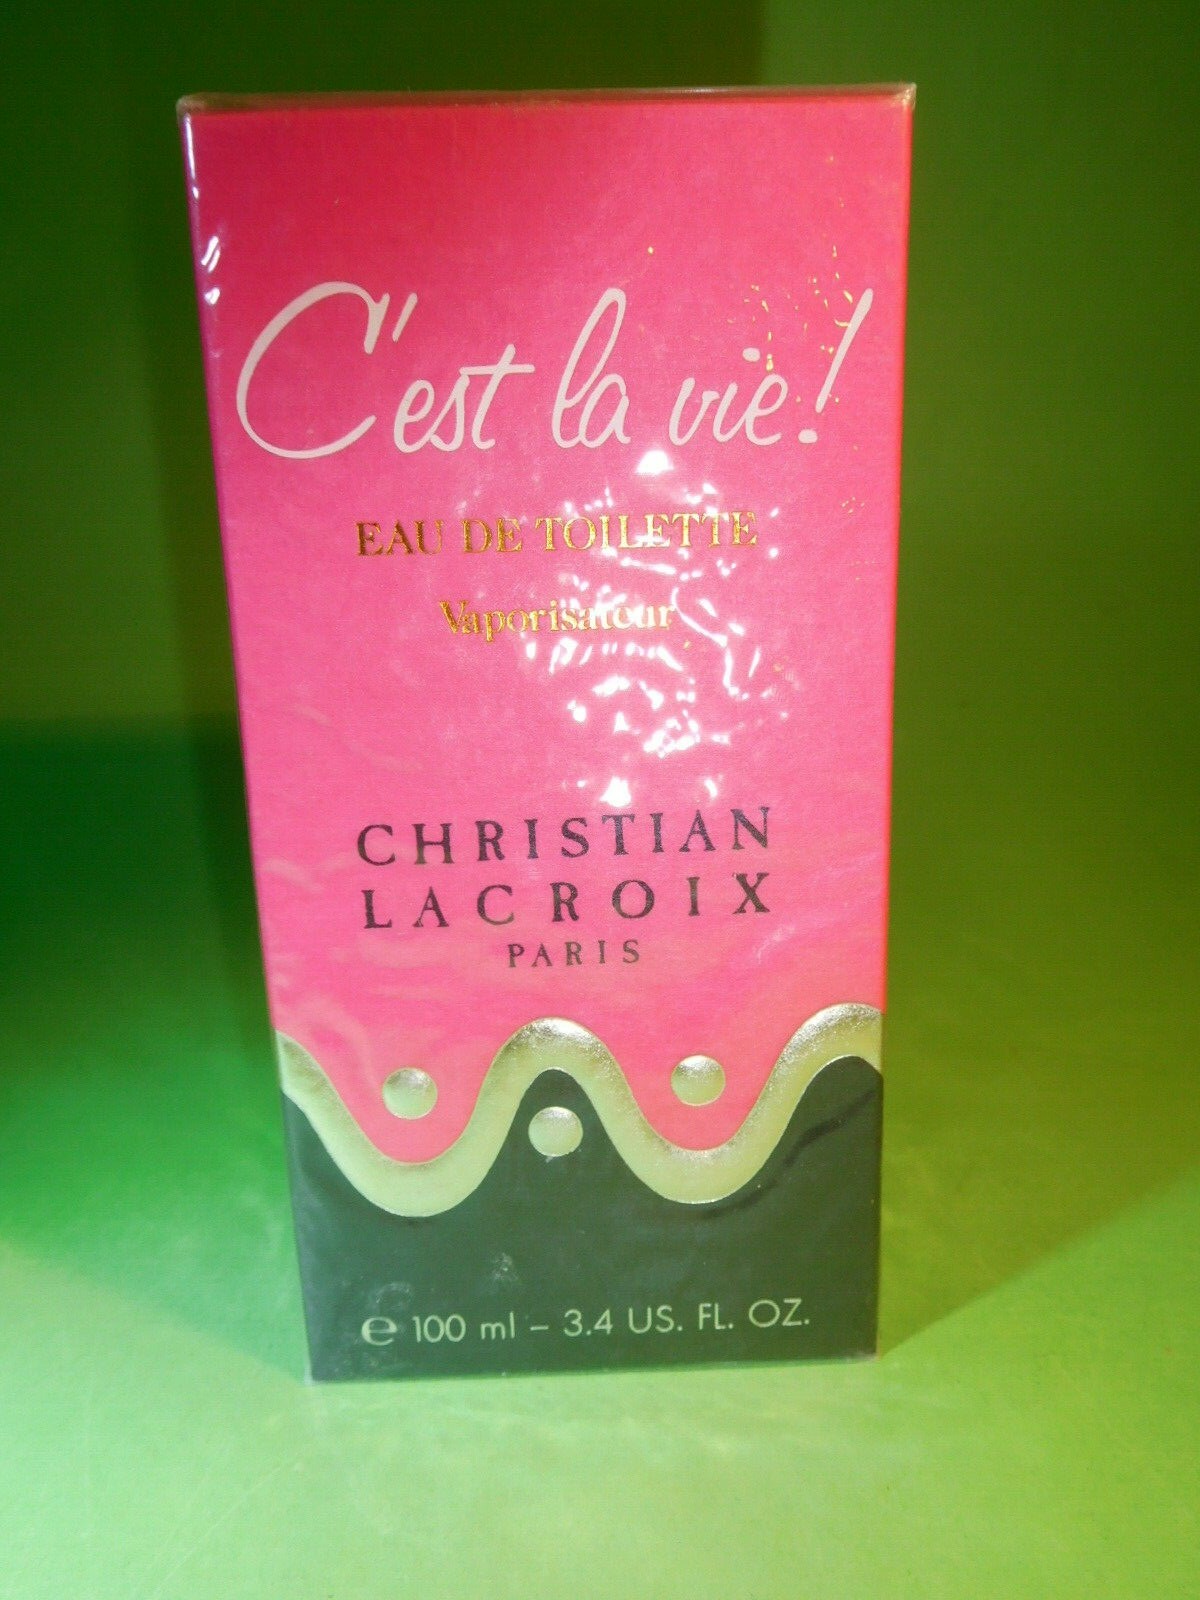 C'est la vie!
EAU DE TOILETTE
Vaporisateur
CHRISTIAN
LACROIX
PARIS
℮ 100 ml – 3.4 US. FL. OZ.